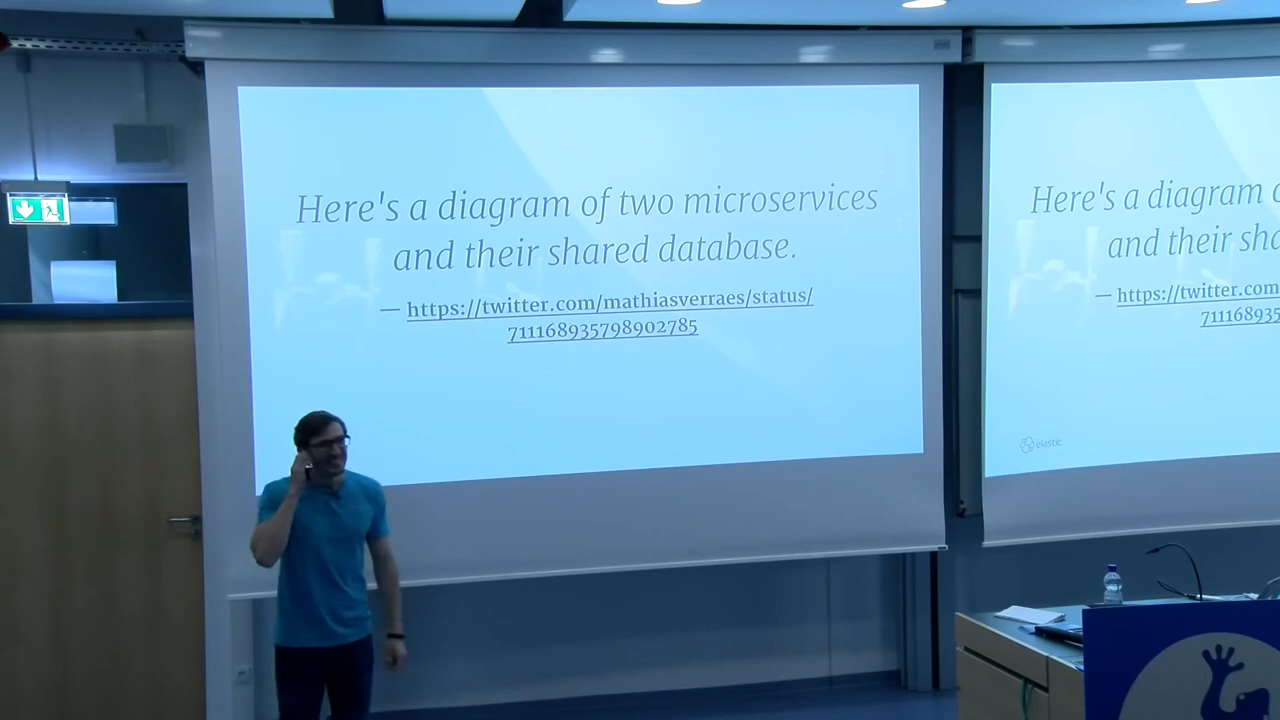 Here's a diagram of two microservices
and their shared database.
— https://twitter.com/mathiasverraes/status/
711168935798902785
Here's a diagram
and their sha
— https://twitter.com
711168935
elastic